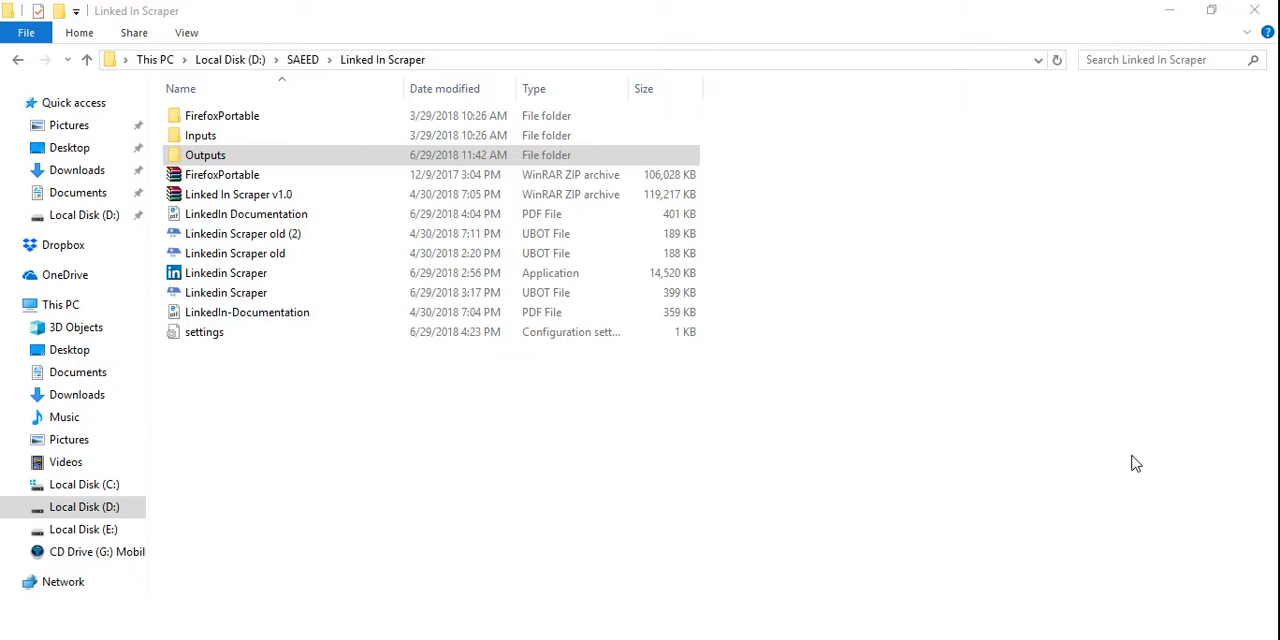 Linked In Scraper
File Home Share View
This PC Local Disk (D:) SAEED Linked In Scraper Search Linked In Scraper
Name Date modified Type Size
Quick access
Pictures
Desktop
Downloads
Documents
Local Disk (D:)
Dropbox
OneDrive
This PC
3D Objects
Desktop
Documents
Downloads
Music
Pictures
Videos
Local Disk (C:)
Local Disk (D:)
Local Disk (E:)
CD Drive (G:) Mobil
Network
FirefoxPortable 3/29/2018 10:26 AM File folder
Inputs 3/29/2018 10:26 AM File folder
Outputs 6/29/2018 11:42 AM File folder
FirefoxPortable 12/9/2017 3:04 PM WinRAR ZIP archive 106,028 KB
Linked In Scraper v1.0 4/30/2018 7:05 PM WinRAR ZIP archive 119,217 KB
LinkedIn Documentation 6/29/2018 4:04 PM PDF File 401 KB
Linkedin Scraper old (2) 4/30/2018 7:11 PM UBOT File 189 KB
Linkedin Scraper old 4/30/2018 2:20 PM UBOT File 188 KB
Linkedin Scraper 6/29/2018 2:56 PM Application 14,520 KB
Linkedin Scraper 6/29/2018 3:17 PM UBOT File 399 KB
LinkedIn-Documentation 4/30/2018 7:04 PM PDF File 359 KB
settings 6/29/2018 4:23 PM Configuration sett... 1 KB